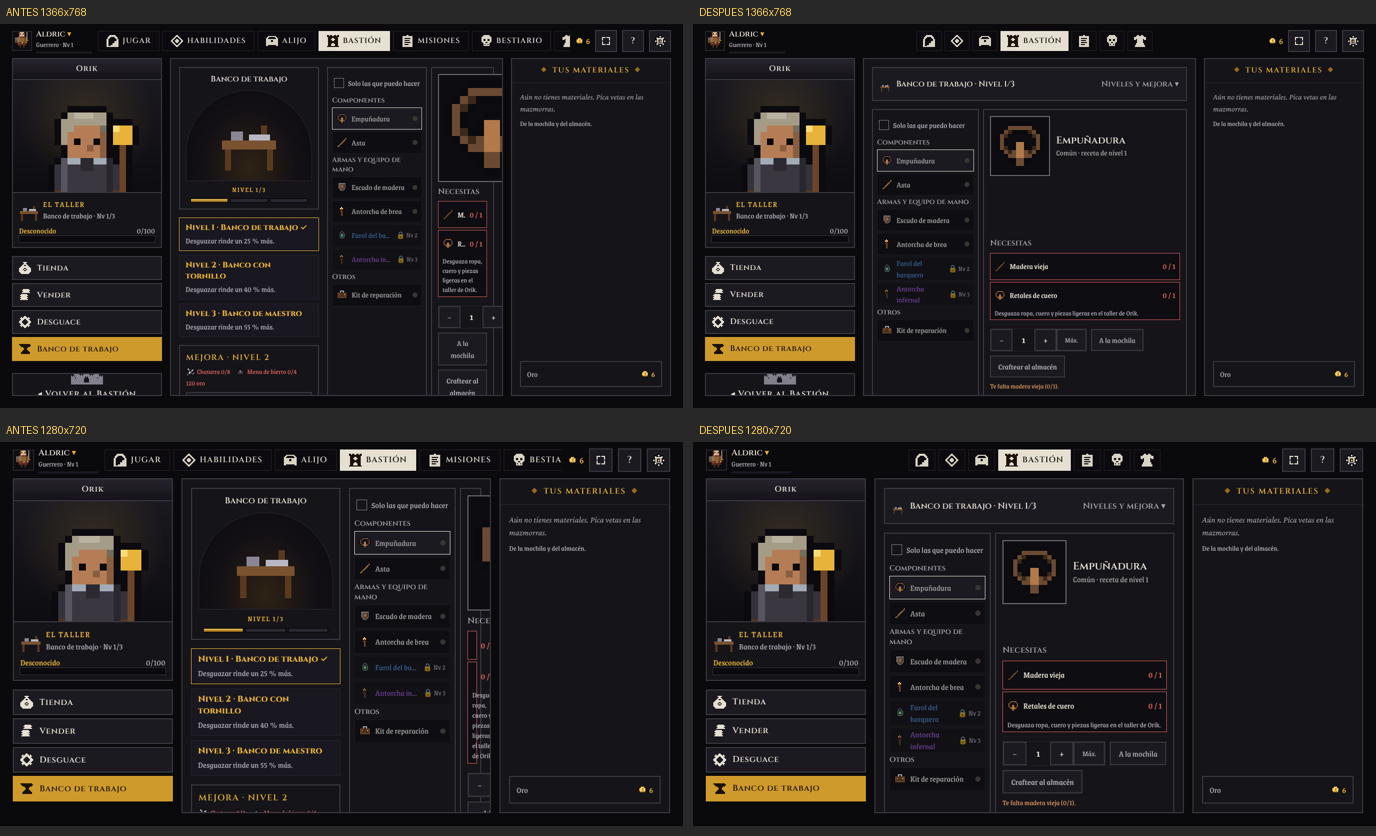 ANTES 1366x768
ALDRIC ▾
Guerrero · Nv 1
JUGAR
HABILIDADES
ALIJO
BASTIÓN
MISIONES
BESTIARIO
6
?
ORIK
EL TALLER
Banco de trabajo · Nv 1/3
Desconocido 0/100
TIENDA
VENDER
DESGUACE
BANCO DE TRABAJO
◂ VOLVER AL BASTIÓN
BANCO DE TRABAJO
NIVEL 1/3
NIVEL 1 · BANCO DE TRABAJO ✓
Desguazar rinde un 25 % más.
NIVEL 2 · BANCO CON
TORNILLO
Desguazar rinde un 40 % más.
NIVEL 3 · BANCO DE MAESTRO
Desguazar rinde un 55 % más.
MEJORA · NIVEL 2
Chatarra 0/8 Mena de hierro 0/4
120 oro
Solo las que puedo hacer
COMPONENTES
Empuñadura
Asta
ARMAS Y EQUIPO DE
MANO
Escudo de madera
Antorcha de brea
Farol del ba... Nv 2
Antorcha in... Nv 3
OTROS
Kit de reparación
NECESITAS
M. 0 / 1
R.. 0 / 1
Desguaza ropa,
cuero y piezas
ligeras en el
taller de Orik.
− 1 +
A la
mochila
Craftear al
almacén
TUS MATERIALES
Aún no tienes materiales. Pica vetas en las
mazmorras.
De la mochila y del almacén.
Oro 6
DESPUES 1366x768
ALDRIC ▾
Guerrero · Nv 1
BASTIÓN
6
?
ORIK
EL TALLER
Banco de trabajo · Nv 1/3
Desconocido 0/100
TIENDA
VENDER
DESGUACE
BANCO DE TRABAJO
◂ VOLVER AL BASTIÓN
BANCO DE TRABAJO · NIVEL 1/3 NIVELES Y MEJORA ▾
Solo las que puedo hacer
COMPONENTES
Empuñadura
Asta
ARMAS Y EQUIPO DE MANO
Escudo de madera
Antorcha de brea
Farol del
barquero Nv 2
Antorcha
infernal Nv 3
OTROS
Kit de reparación
EMPUÑADURA
Común · receta de nivel 1
NECESITAS
Madera vieja 0 / 1
Retales de cuero 0 / 1
Desguaza ropa, cuero y piezas ligeras en el taller de Orik.
− 1 + Máx. A la mochila
Craftear al almacén
Te falta madera vieja (0/1).
TUS MATERIALES
Aún no tienes materiales. Pica vetas en las
mazmorras.
De la mochila y del almacén.
Oro 6
ANTES 1280x720
ALDRIC ▾
Guerrero · Nv 1
JUGAR
HABILIDADES
ALIJO
BASTIÓN
MISIONES
BESTIA
6
?
ORIK
EL TALLER
Banco de trabajo · Nv 1/3
Desconocido 0/100
TIENDA
VENDER
DESGUACE
BANCO DE TRABAJO
BANCO DE TRABAJO
NIVEL 1/3
NIVEL 1 · BANCO DE TRABAJO ✓
Desguazar rinde un 25 % más.
NIVEL 2 · BANCO CON
TORNILLO
Desguazar rinde un 40 % más.
NIVEL 3 · BANCO DE MAESTRO
Desguazar rinde un 55 % más.
MEJORA · NIVEL 2
Solo las que puedo hacer
COMPONENTES
Empuñadura
Asta
ARMAS Y EQUIPO DE
MANO
Escudo de madera
Antorcha de brea
Farol del ba... Nv 2
Antorcha in... Nv 3
OTROS
Kit de reparación
NECE
0 /
0 /
Desgu
ropa,
cuero y
piezas
ligeras
el talle
de Orik
−
TUS MATERIALES
Aún no tienes materiales. Pica vetas en las
mazmorras.
De la mochila y del almacén.
Oro 6
DESPUES 1280x720
ALDRIC ▾
Guerrero · Nv 1
BASTIÓN
6
?
ORIK
EL TALLER
Banco de trabajo · Nv 1/3
Desconocido 0/100
TIENDA
VENDER
DESGUACE
BANCO DE TRABAJO
BANCO DE TRABAJO · NIVEL 1/3 NIVELES Y MEJORA ▾
Solo las que puedo hacer
COMPONENTES
Empuñadura
Asta
ARMAS Y EQUIPO DE
MANO
Escudo de madera
Antorcha de brea
Farol del
barquero Nv 2
Antorcha
infernal Nv 3
OTROS
Kit de reparación
EMPUÑADURA
Común · receta de nivel 1
NECESITAS
Madera vieja 0 / 1
Retales de cuero 0 / 1
Desguaza ropa, cuero y piezas ligeras en el taller de Orik.
− 1 + Máx. A la mochila
Craftear al almacén
Te falta madera vieja (0/1).
TUS MATERIALES
Aún no tienes materiales. Pica vetas en las
mazmorras.
De la mochila y del almacén.
Oro 6